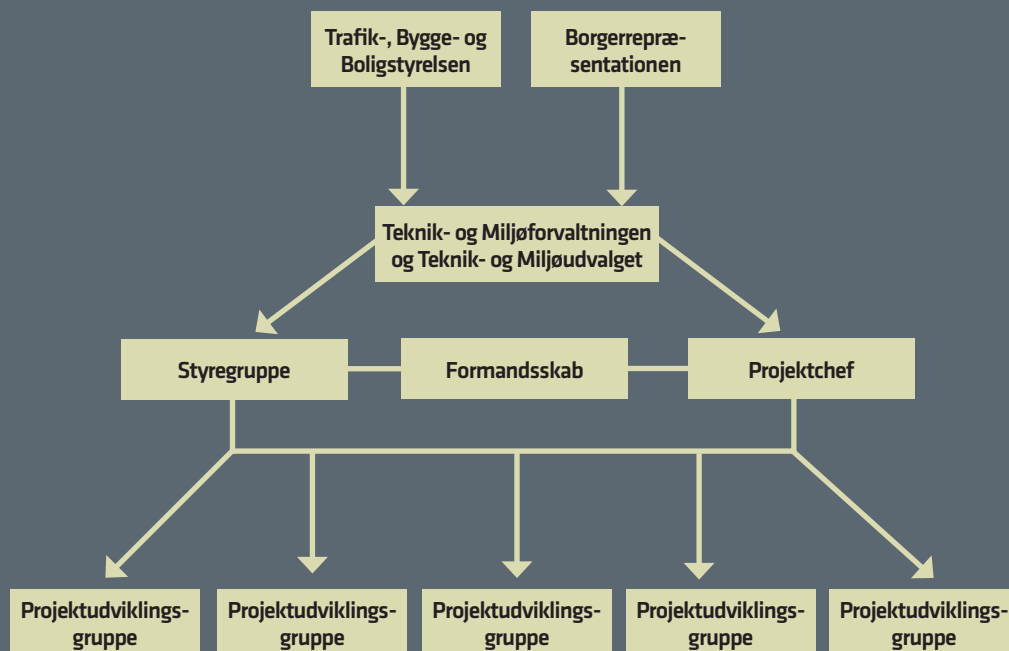 Trafik-, Bygge- og
Boligstyrelsen
Borgerrepræ-
sentationen
Teknik- og Miljøforvaltningen
og Teknik- og Miljøudvalget
Styregruppe
Formandsskab
Projektchef
Projektudviklings-
gruppe
Projektudviklings-
gruppe
Projektudviklings-
gruppe
Projektudviklings-
gruppe
Projektudviklings-
gruppe